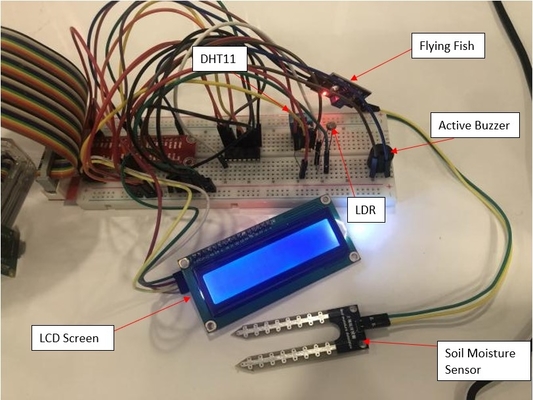 Flying Fish
DHT11
Active Buzzer
LDR
LCD Screen
Soil Moisture
Sensor